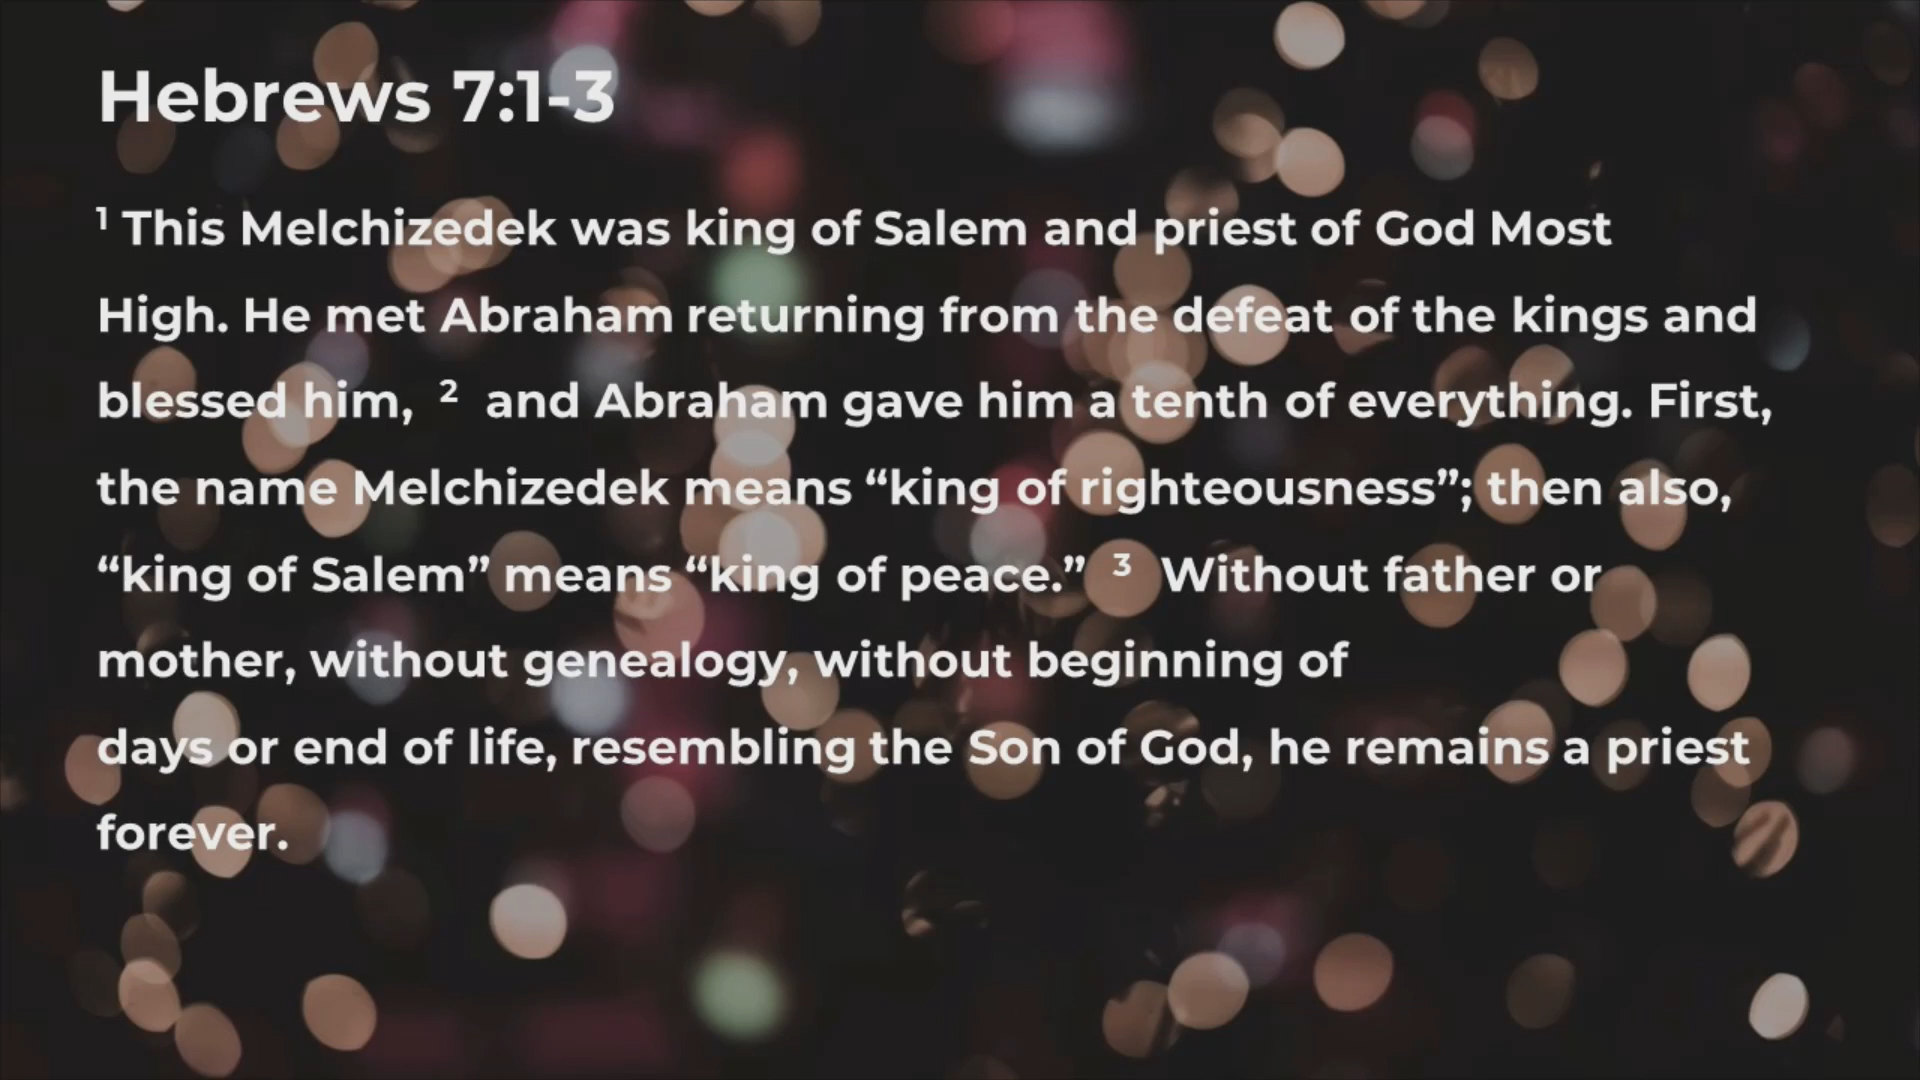 Hebrews 7:1-3
1 This Melchizedek was king of Salem and priest of God Most
High. He met Abraham returning from the defeat of the kings and
blessed him, 2 and Abraham gave him a tenth of everything. First,
the name Melchizedek means “king of righteousness”; then also,
“king of Salem” means “king of peace.” 3 Without father or
mother, without genealogy, without beginning of
days or end of life, resembling the Son of God, he remains a priest
forever.